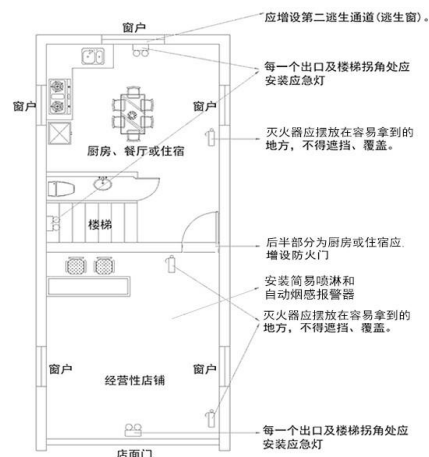 窗户
应增设第二逃生通道(逃生窗)。
每一个出口及楼梯拐角处应
安装应急灯
窗户
窗户
灭火器应摆放在容易拿到的
地方，不得遮挡、覆盖。
厨房、餐厅或住宿
楼梯
后半部分为厨房或住宿应
增设防火门
安装简易喷淋和
自动烟感报警器
灭火器应摆放在容易拿到的
地方，不得遮挡、覆盖。
窗户
窗户
经营性店铺
每一个出口及楼梯拐角处应
安装应急灯
店面门